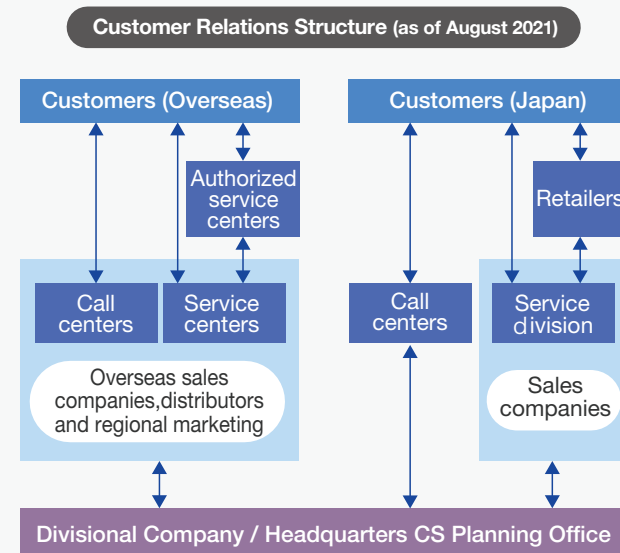 Customer Relations Structure (as of August 2021)
Customers (Overseas)
Customers (Japan)
Authorized
service
centers
Retailers
Call
centers
Service
centers
Call
centers
Service
division
Overseas sales
companies,distributors
and regional marketing
Sales
companies
Divisional Company / Headquarters CS Planning Office